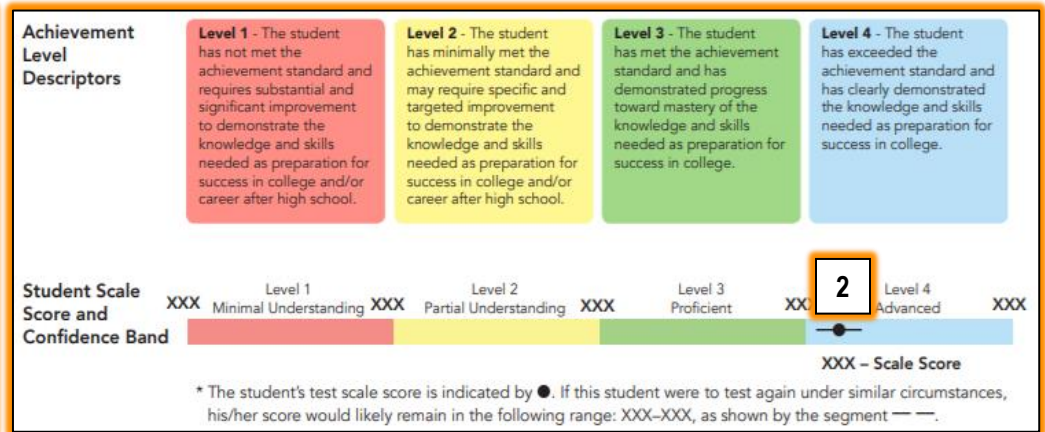 Achievement
Level
Descriptors
Level 1 - The student
has not met the
achievement standard and
requires substantial and
significant improvement
to demonstrate the
knowledge and skills
needed as preparation for
success in college and/or
career after high school.
Level 2 - The student
has minimally met the
achievement standard and
may require specific and
targeted improvement
to demonstrate the
knowledge and skills
needed as preparation for
success in college and/or
career after high school.
Level 3 - The student
has met the achievement
standard and has
demonstrated progress
toward mastery of the
knowledge and skills
needed as preparation for
success in college.
Level 4 - The student
has exceeded the
achievement standard and
has clearly demonstrated
the knowledge and skills
needed as preparation for
success in college.
Student Scale
Score and
Confidence Band
XXX
Level 1
Minimal Understanding
XXX
Level 2
Partial Understanding
XXX
Level 3
Proficient
2
Level 4
Advanced
XXX
XXX – Scale Score
* The student's test scale score is indicated by ●. If this student were to test again under similar circumstances,
his/her score would likely remain in the following range: XXX–XXX, as shown by the segment — —.